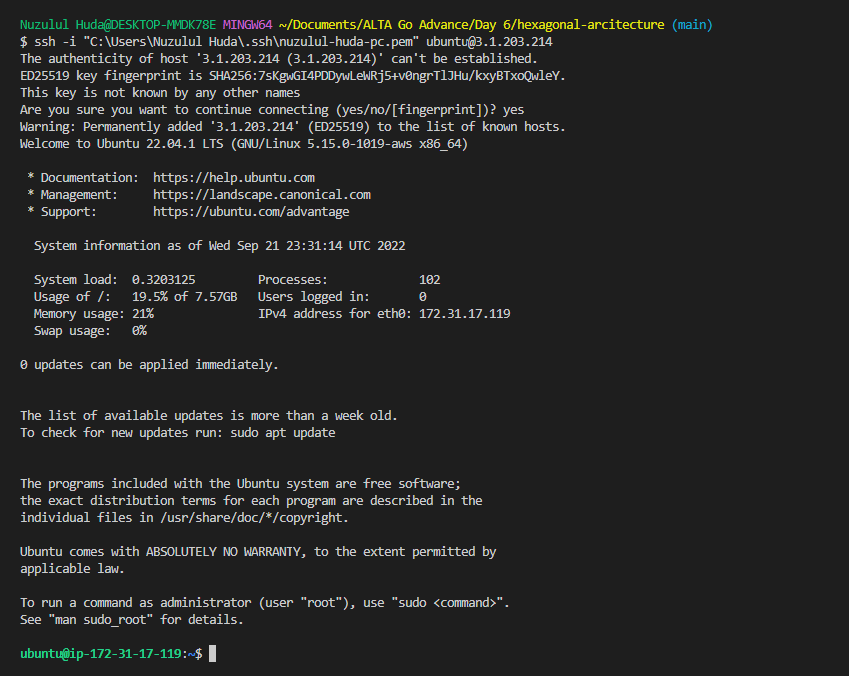 Nuzulul Huda@DESKTOP-MMDK78E MINGW64 ~/Documents/ALTA Go Advance/Day 6/hexagonal-arcitecture (main)
$ ssh -i "C:\Users\Nuzulul Huda\.ssh\nuzulul-huda-pc.pem" ubuntu@3.1.203.214
The authenticity of host '3.1.203.214 (3.1.203.214)' can't be established.
ED25519 key fingerprint is SHA256:7sKgwGI4PDDywLeWRj5+v0ngrTlJHu/kxyBTxoQwleY.
This key is not known by any other names
Are you sure you want to continue connecting (yes/no/[fingerprint])? yes
Warning: Permanently added '3.1.203.214' (ED25519) to the list of known hosts.
Welcome to Ubuntu 22.04.1 LTS (GNU/Linux 5.15.0-1019-aws x86_64)

 * Documentation:  https://help.ubuntu.com
 * Management:     https://landscape.canonical.com
 * Support:        https://ubuntu.com/advantage

  System information as of Wed Sep 21 23:31:14 UTC 2022

  System load:  0.3203125         Processes:             102
  Usage of /:   19.5% of 7.57GB   Users logged in:       0
  Memory usage: 21%               IPv4 address for eth0: 172.31.17.119
  Swap usage:   0%

0 updates can be applied immediately.

The list of available updates is more than a week old.
To check for new updates run: sudo apt update

The programs included with the Ubuntu system are free software;
the exact distribution terms for each program are described in the
individual files in /usr/share/doc/*/copyright.

Ubuntu comes with ABSOLUTELY NO WARRANTY, to the extent permitted by
applicable law.

To run a command as administrator (user "root"), use "sudo <command>".
See "man sudo_root" for details.

ubuntu@ip-172-31-17-119:~$